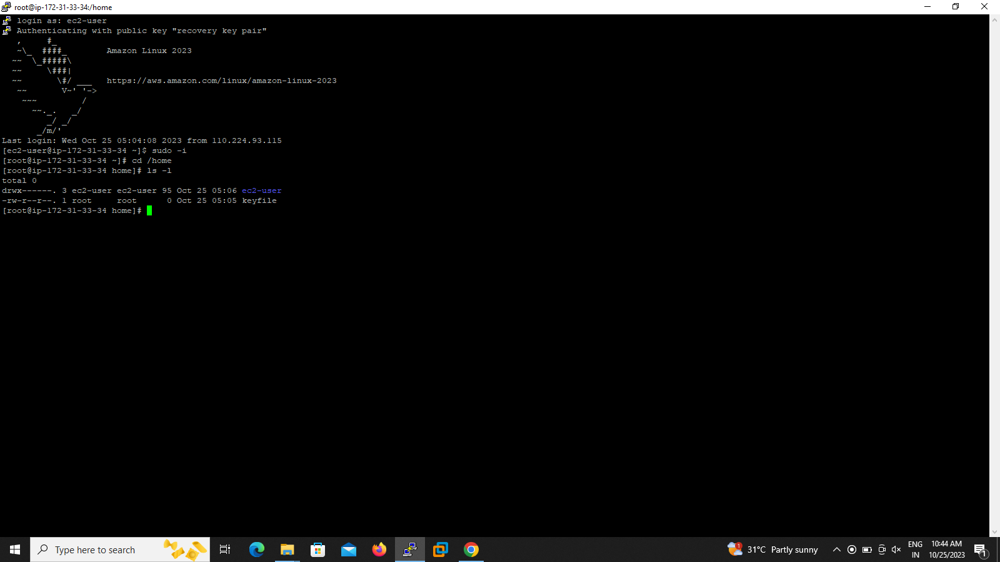 root@ip-172-31-33-34:/home
login as: ec2-user
Authenticating with public key "recovery key pair"
   ,     #_
   ~\_  ####_        Amazon Linux 2023
  ~~  \_#####\
  ~~     \###|
  ~~       \#/ ___   https://aws.amazon.com/linux/amazon-linux-2023
   ~~       V~' '->
    ~~~         /
      ~~._.   _/
         _/ _/
       _/m/'
Last login: Wed Oct 25 05:04:08 2023 from 110.224.93.115
[ec2-user@ip-172-31-33-34 ~]$ sudo -i
[root@ip-172-31-33-34 ~]# cd /home
[root@ip-172-31-33-34 home]# ls -l
total 0
drwx------. 3 ec2-user ec2-user 95 Oct 25 05:06 ec2-user
-rw-r--r--. 1 root     root      0 Oct 25 05:05 keyfile
[root@ip-172-31-33-34 home]#
Type here to search
1
31°C Partly sunny
ENG
IN
10:44 AM
10/25/2023
1